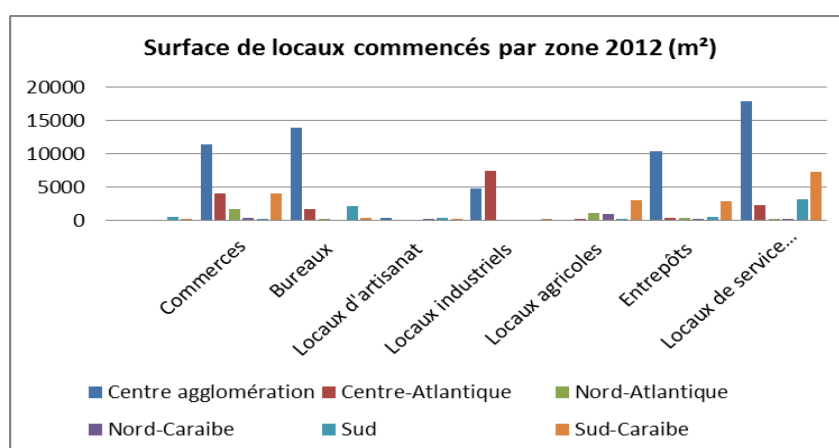 Surface de locaux commencés par zone 2012 (m²)
20000
15000
10000
5000
0
Commerces
Bureaux
Locaux d'artisanat
Locaux industriels
Locaux agricoles
Entrepôts
Locaux de service...
Centre agglomération
Centre-Atlantique
Nord-Atlantique
Nord-Caraibe
Sud
Sud-Caraibe